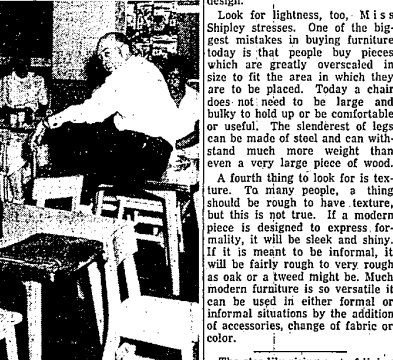 design.
Look for lightness, too, Miss
Shipley stresses. One of the big-
gest mistakes in buying furniture
today is that people buy pieces
which are greatly overscaled in
size to fit the area in which they
are to be placed. Today a chair
does not need to be large and
bulky to hold up or be comfortable
or useful. The slenderest of legs
can be made of steel and can with-
stand much more weight than
even a very large piece of wood.
A fourth thing to look for is tex-
ture. To many people, a thing
should be rough to have texture,
but this is not true. If a modern
piece is designed to express for-
mality, it will be sleek and shiny.
If it is meant to be informal, it
will be fairly rough to very rough
as oak or a tweed might be. Much
modern furniture is so versatile it
can be used in either formal or
informal situations by the addition
of accessories, change of fabric or
color.